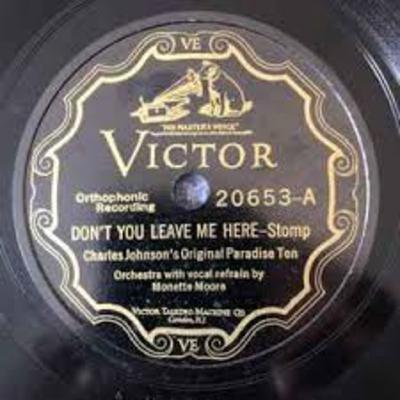 VE
"HIS MASTER'S VOICE"
VICTOR
Orthophonic
Recording
20653-A
DON'T YOU LEAVE ME HERE-Stomp
Charles Johnson's Original Paradise Ten
Orchestra with vocal refrain by
Monette Moore
VICTOR TALKING MACHINE CO.
Camden, N.J.
VE